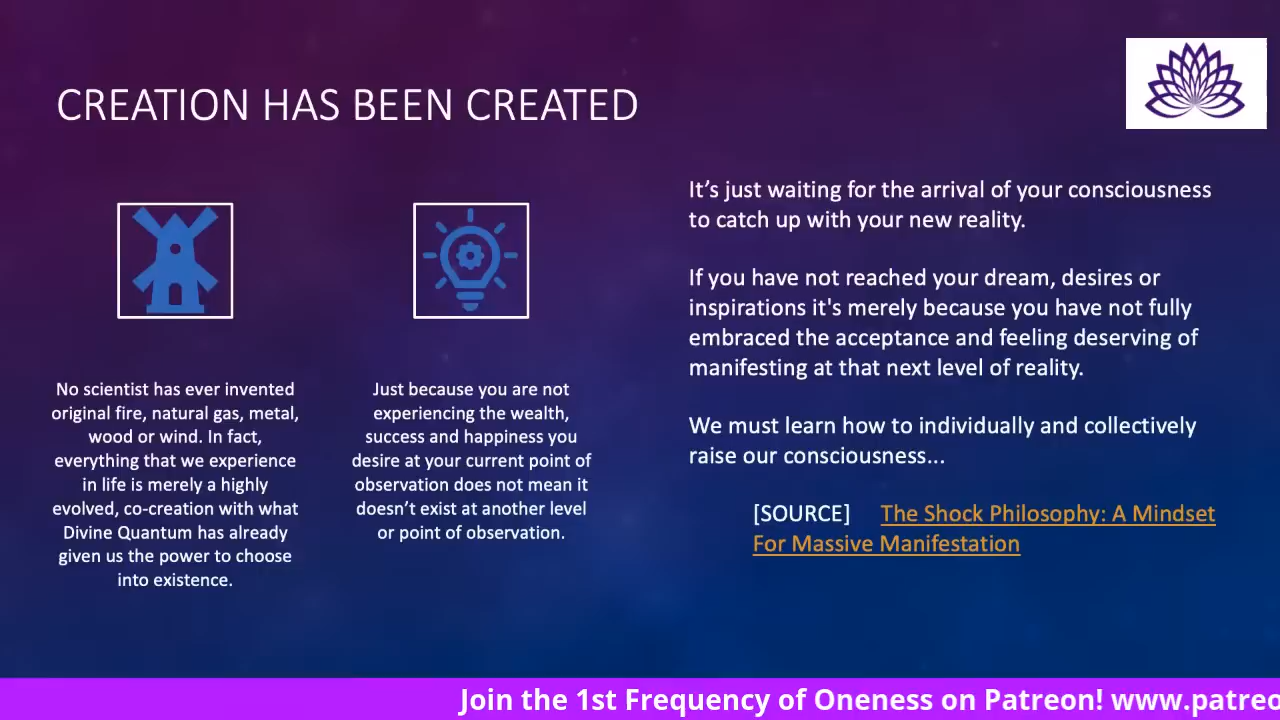 CREATION HAS BEEN CREATED
No scientist has ever invented
original fire, natural gas, metal,
wood or wind. In fact,
everything that we experience
in life is merely a highly
evolved, co-creation with what
Divine Quantum has already
given us the power to choose
into existence.
Just because you are not
experiencing the wealth,
success and happiness you
desire at your current point of
observation does not mean it
doesn’t exist at another level
or point of observation.
It’s just waiting for the arrival of your consciousness
to catch up with your new reality.
If you have not reached your dream, desires or
inspirations it's merely because you have not fully
embraced the acceptance and feeling deserving of
manifesting at that next level of reality.
We must learn how to individually and collectively
raise our consciousness...
[SOURCE] The Shock Philosophy: A Mindset
For Massive Manifestation
Join the 1st Frequency of Oneness on Patreon! www.patreo